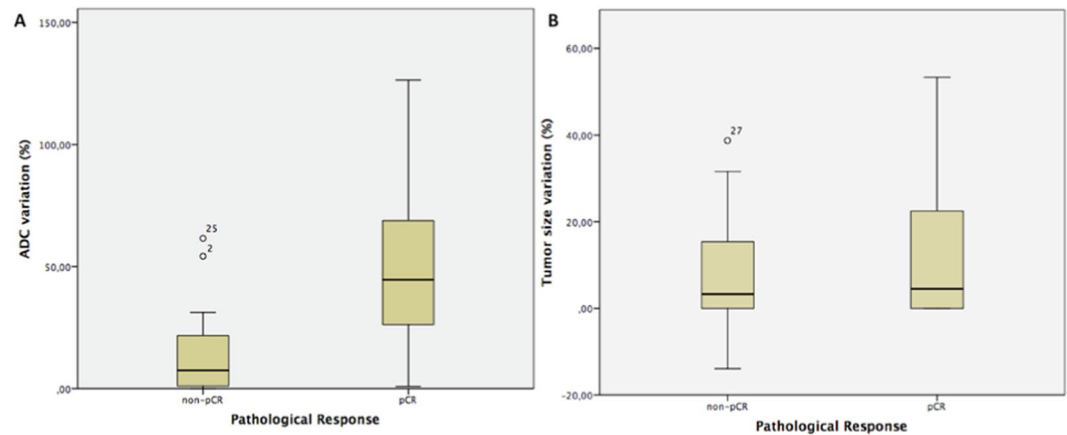 A
150,00
100,00
50,00
,00
ADC variation (%)
25
2
non-pCR
pCR
Pathological Response
B
60,00
40,00
20,00
,00
-20,00
Tumor size variation (%)
27
non-pCR
pCR
Pathological Response